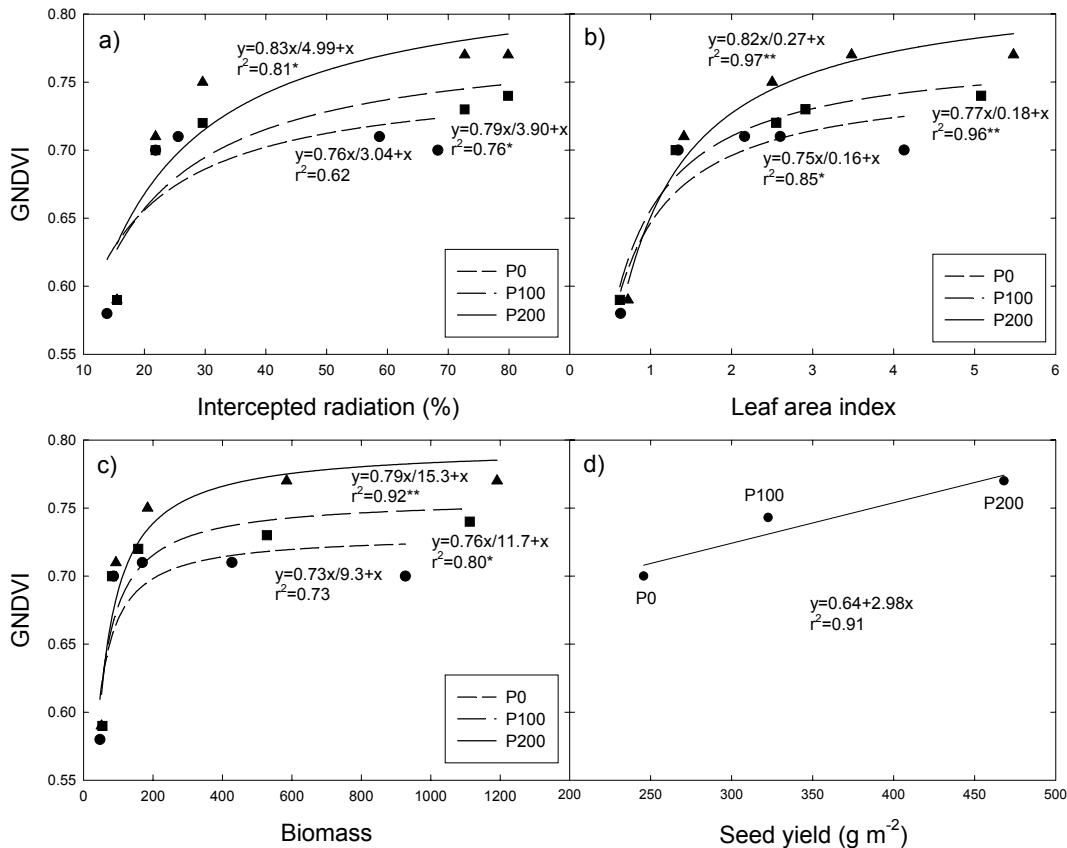 a)
y=0.83x/4.99+x
r²=0.81*
y=0.79x/3.90+x
r²=0.76*
y=0.76x/3.04+x
r²=0.62
P0
P100
P200
GNDVI
0.80
0.75
0.70
0.65
0.60
0.55
10 20 30 40 50 60 70 80
Intercepted radiation (%)
b)
y=0.82x/0.27+x
r²=0.97**
y=0.77x/0.18+x
r²=0.96**
y=0.75x/0.16+x
r²=0.85*
P0
P100
P200
0 1 2 3 4 5 6
Leaf area index
c)
y=0.79x/15.3+x
r²=0.92**
y=0.76x/11.7+x
r²=0.80*
y=0.73x/9.3+x
r²=0.73
P0
P100
P200
GNDVI
0.80
0.75
0.70
0.65
0.60
0.55
0 200 400 600 800 1000 1200
Biomass
d)
P100
P200
P0
y=0.64+2.98x
r²=0.91
200 250 300 350 400 450 500
Seed yield (g m⁻²)